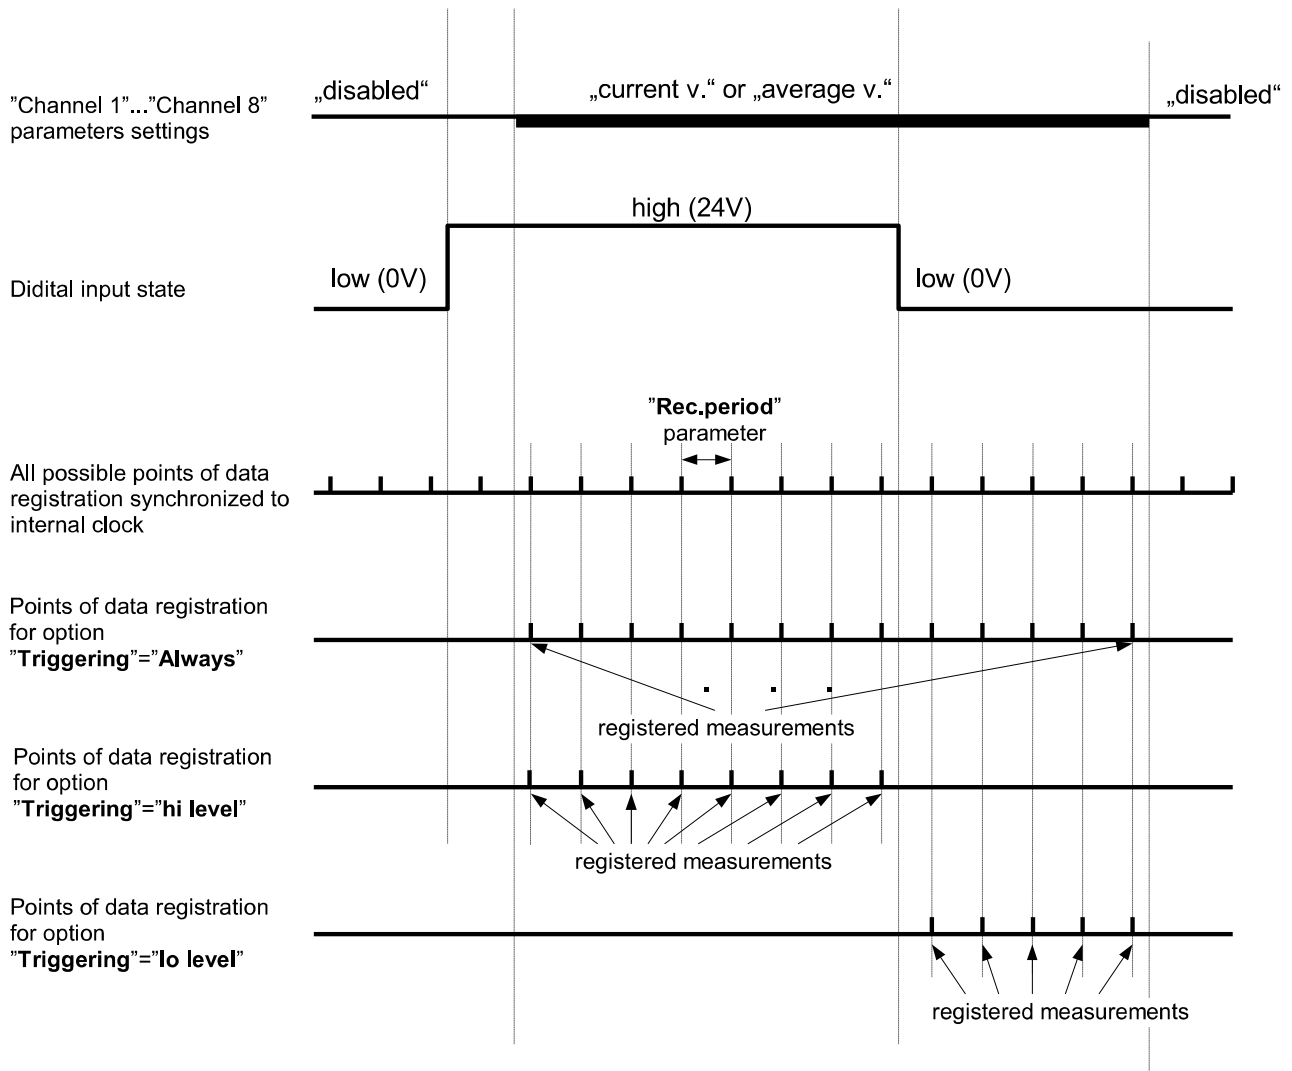 „disabled“
„current v.“ or „average v.“
„disabled“
”Channel 1”...”Channel 8”
parameters settings
high (24V)
low (0V)
low (0V)
Didital input state
”Rec.period”
parameter
All possible points of data
registration synchronized to
internal clock
Points of data registration
for option
”Triggering”=”Always”
. . .
registered measurements
Points of data registration
for option
”Triggering”=”hi level”
registered measurements
Points of data registration
for option
”Triggering”=”lo level”
registered measurements